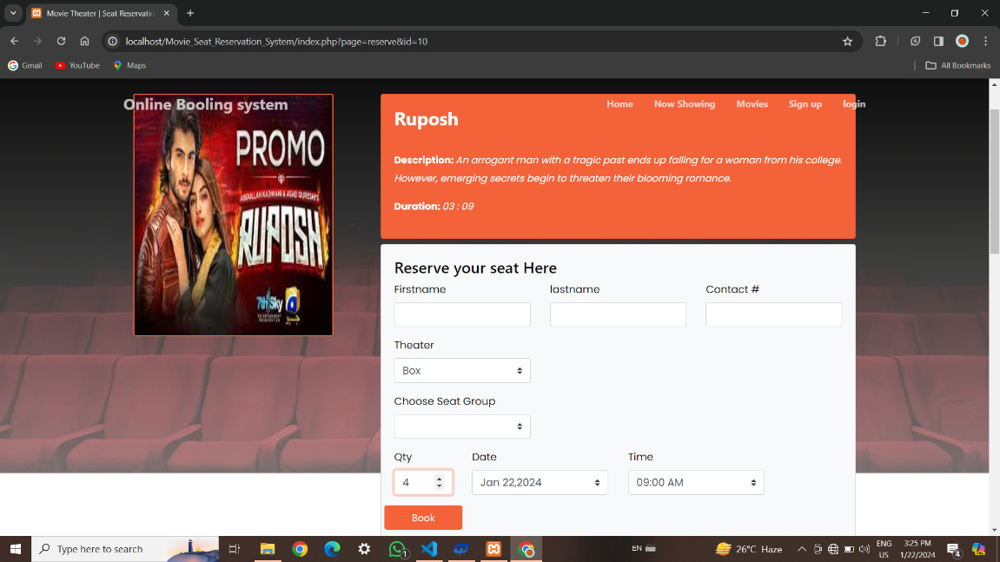 Movie Theater | Seat Reservatio
localhost/Movie_Seat_Reservation_System/index.php?page=reserve&id=10
Gmail YouTube Maps All Bookmarks
Online Booling system
Home Now Showing Movies Sign up login
PROMO
ABDULLAH KADWANI & ASAD QURESHI'S
RUPOSH
7th Sky
ENTERTAINMENT
Ruposh
Description: An arrogant man with a tragic past ends up falling for a woman from his college.
However, emerging secrets begin to threaten their blooming romance.
Duration: 03 : 09
Reserve your seat Here
Firstname lastname Contact #
Theater
Box
Choose Seat Group
Qty Date Time
4 Jan 22,2024 09:00 AM
Book
Type here to search
1
EN
26°C Haze
ENG
US
3:25 PM
1/22/2024
4